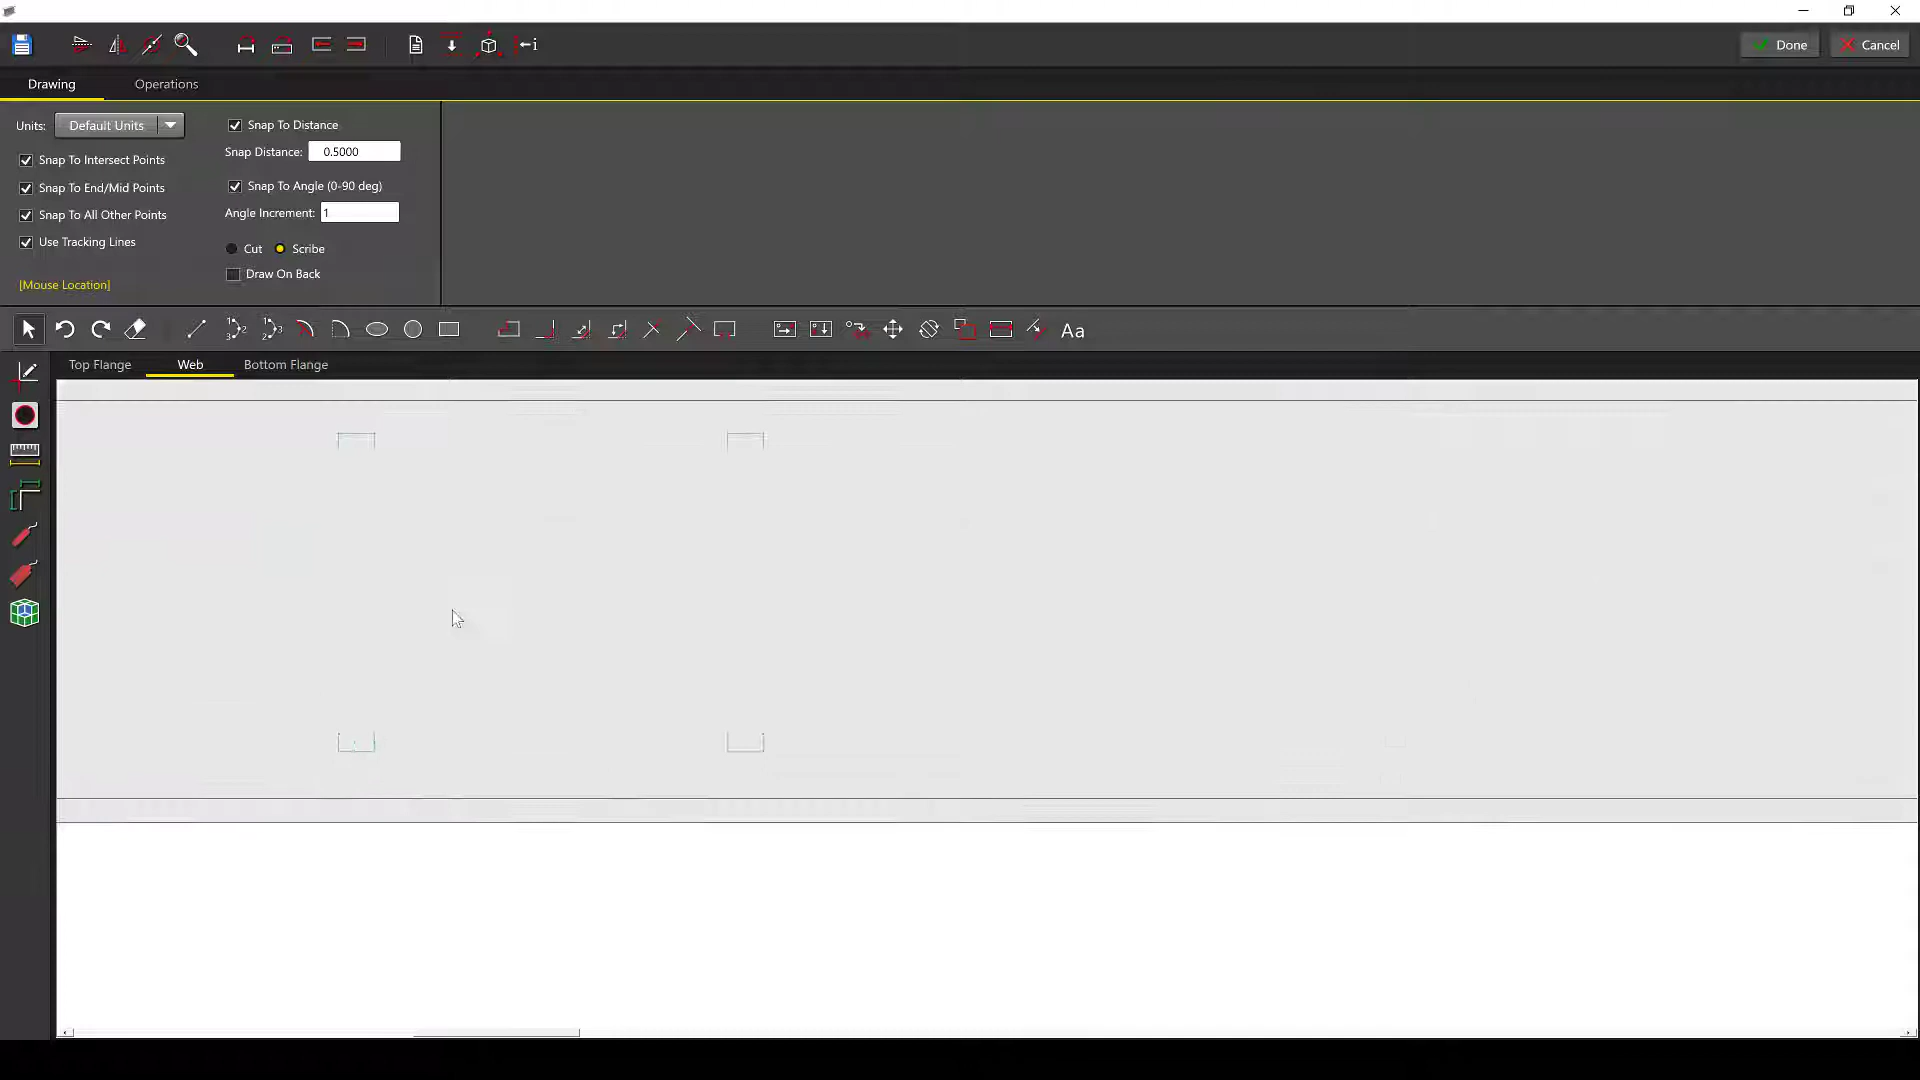 Done
Cancel
Drawing
Operations
Units:
Default Units
Snap To Distance
Snap Distance:
0.5000
Snap To Intersect Points
Snap To End/Mid Points
Snap To Angle (0-90 deg)
Snap To All Other Points
Angle Increment:
1
Use Tracking Lines
Cut
Scribe
Draw On Back
[Mouse Location]
Aa
Top Flange
Web
Bottom Flange